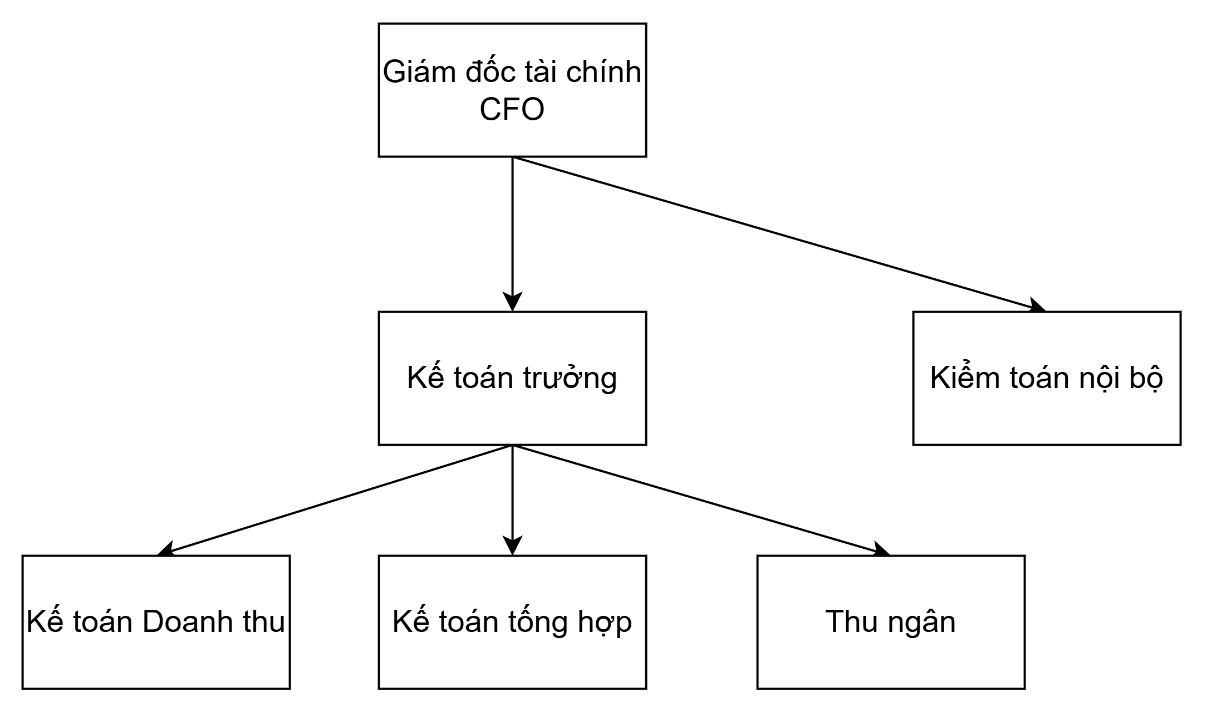 Giám đốc tài chính
CFO
Kế toán trưởng
Kiểm toán nội bộ
Kế toán Doanh thu
Kế toán tổng hợp
Thu ngân